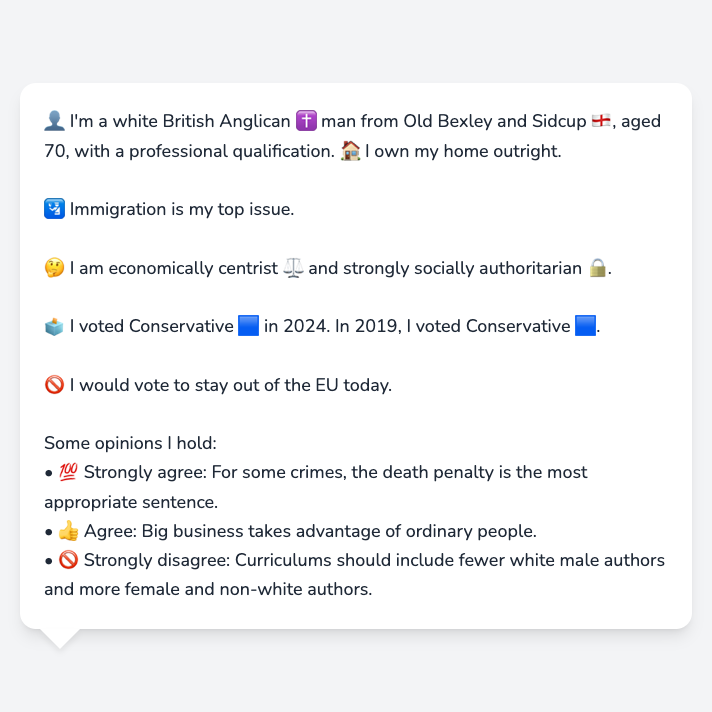 👤 I'm a white British Anglican ✝️ man from Old Bexley and Sidcup 🏴󠁧󠁢󠁥󠁮󠁧󠁿, aged
70, with a professional qualification. 🏠 I own my home outright.
🛂 Immigration is my top issue.
🤔 I am economically centrist ⚖️ and strongly socially authoritarian 🔒.
🗳️ I voted Conservative 🟦 in 2024. In 2019, I voted Conservative 🟦.
🚫 I would vote to stay out of the EU today.
Some opinions I hold:
• 💯 Strongly agree: For some crimes, the death penalty is the most
appropriate sentence.
• 👍 Agree: Big business takes advantage of ordinary people.
• 🚫 Strongly disagree: Curriculums should include fewer white male authors
and more female and non-white authors.